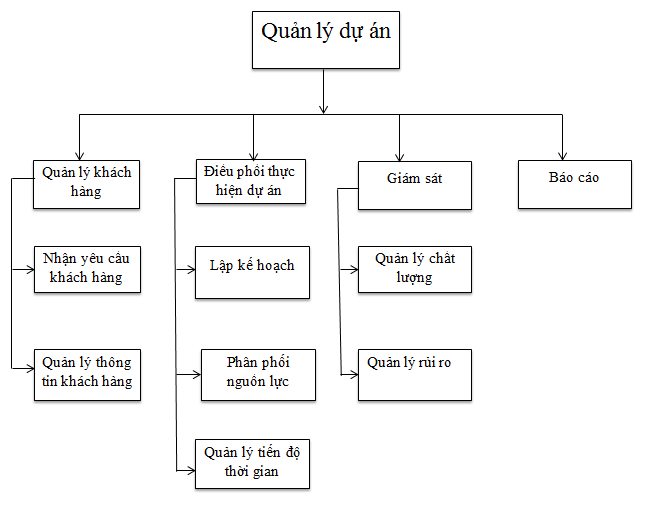 Quản lý dự án
Quản lý khách
hàng
Điều phối thực
hiện dự án
Giám sát
Báo cáo
Nhận yêu cầu
khách hàng
Lập kế hoạch
Quản lý chất
lượng
Quản lý thông
tin khách hàng
Phân phối
nguồn lực
Quản lý rủi ro
Quản lý tiến độ
thời gian